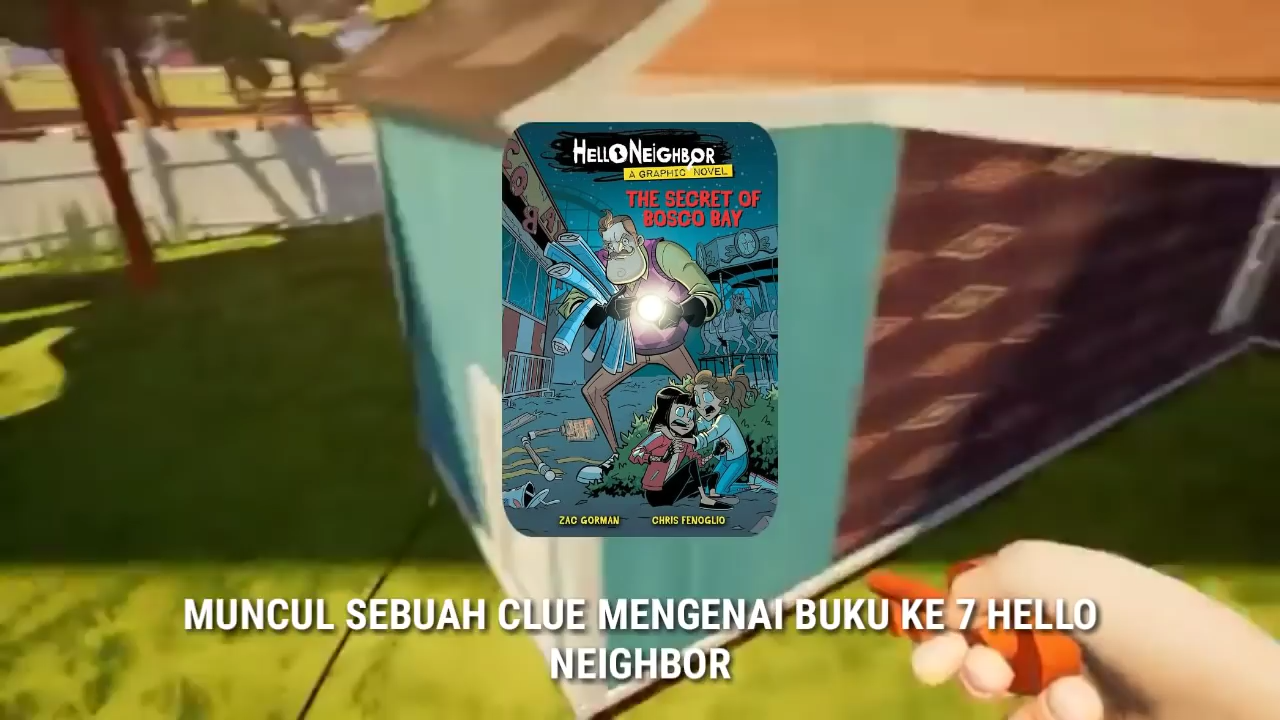 HELLO NEIGHBOR
A GRAPHIC NOVEL
THE SECRET OF
BOSCO BAY
ZAC GORMAN CHRIS FENOGLIO
MUNCUL SEBUAH CLUE MENGENAI BUKU KE 7 HELLO
NEIGHBOR